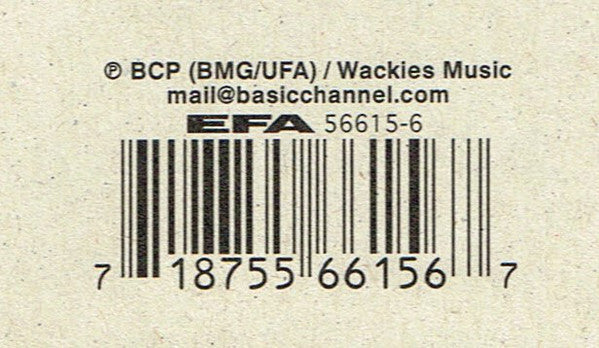 ℗ BCP (BMG/UFA) / Wackies Music
mail@basicchannel.com
EFA 56615-6
7 18755 66156 7